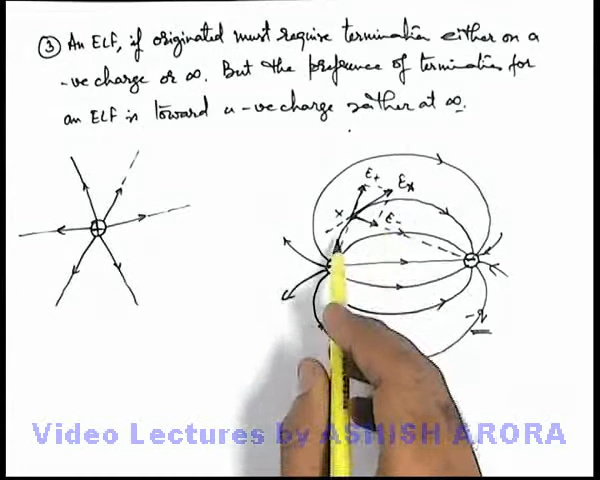 ③ An ELF, if originated must require termination either on a
-ve charge or ∞. But the prefrence of termination for
an ELF is toward a -ve charge rather at ∞.
E+
Ex
x
E-
+
-
-q
Video Lectures by ASHISH ARORA